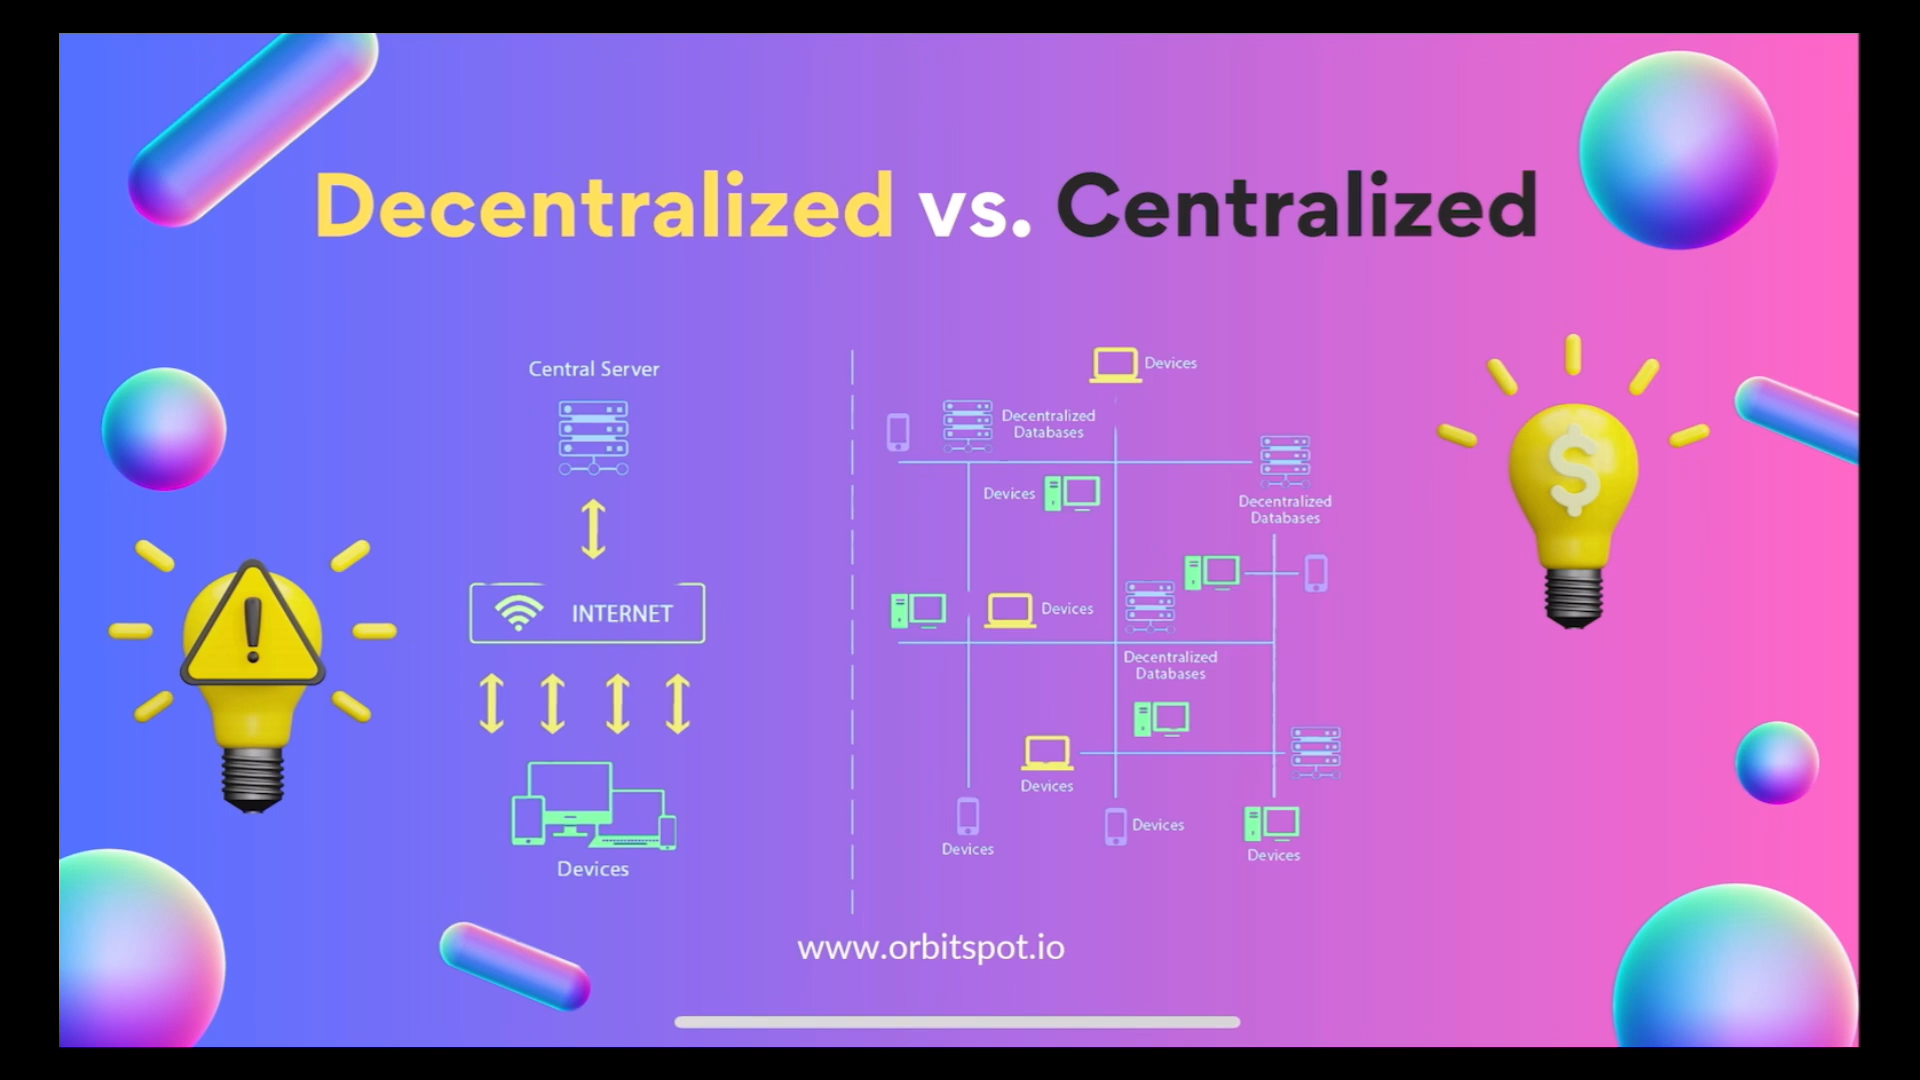 Decentralized vs. Centralized
Central Server
INTERNET
Devices
Devices
Decentralized
Databases
Decentralized
Databases
Devices
Devices
Decentralized
Databases
Devices
Devices
Devices
Devices
www.orbitspot.io